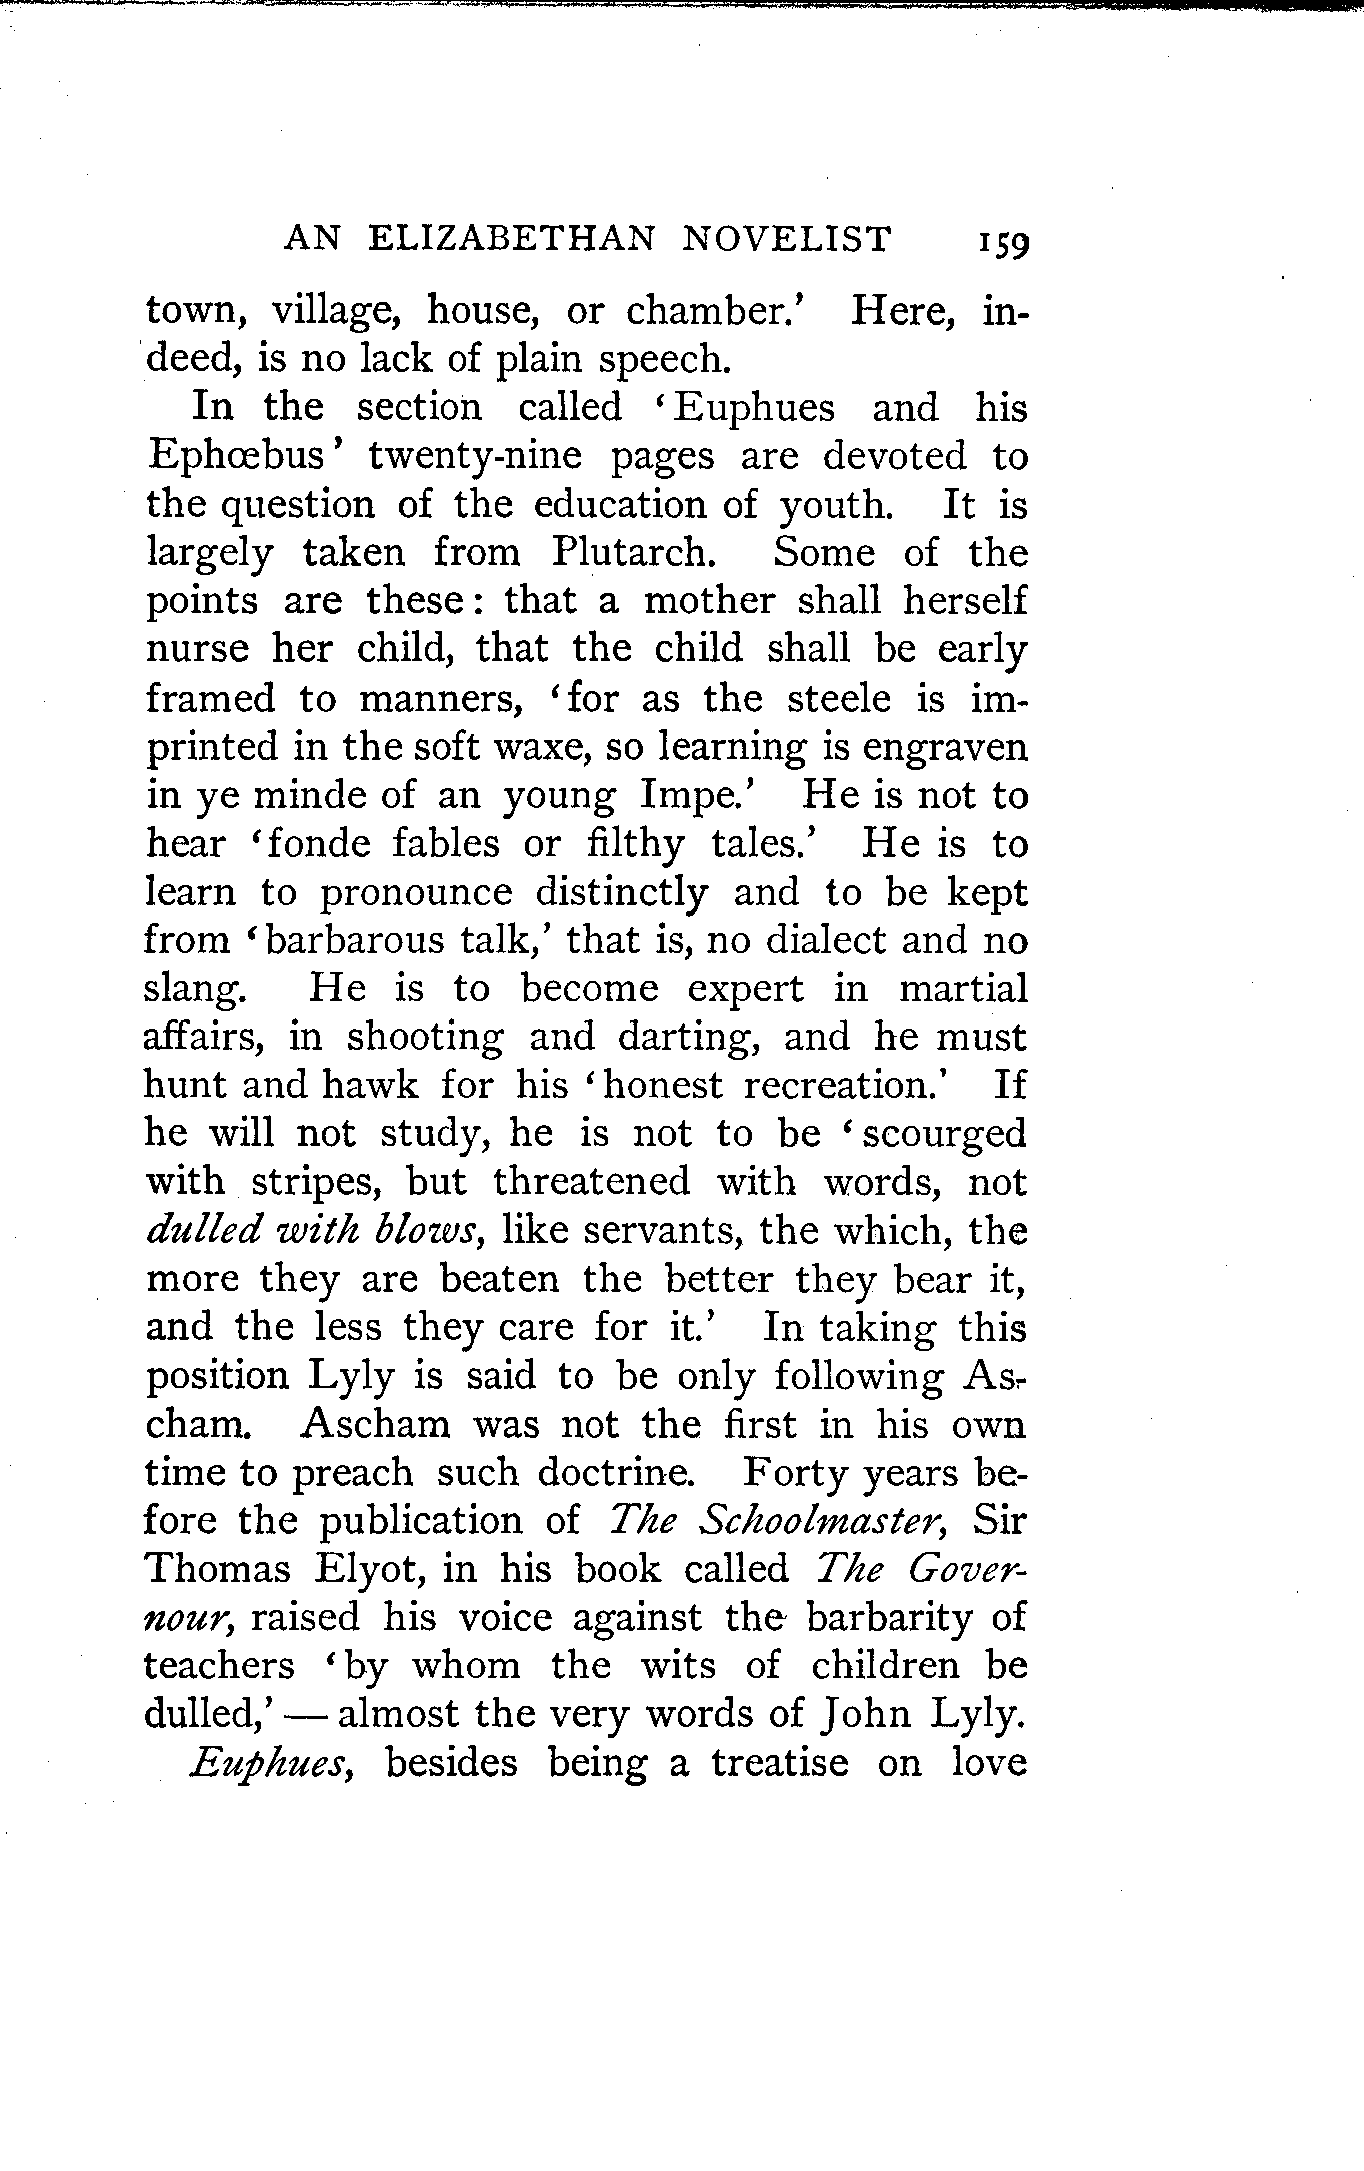 AN ELIZABETHAN NOVELIST 159
town, village, house, or chamber.’ Here, in-
deed, is no lack of plain speech.
In the section called ‘Euphues and his
Ephœbus’ twenty-nine pages are devoted to
the question of the education of youth. It is
largely taken from Plutarch. Some of the
points are these: that a mother shall herself
nurse her child, that the child shall be early
framed to manners, ‘for as the steele is im-
printed in the soft waxe, so learning is engraven
in ye minde of an young Impe.’ He is not to
hear ‘fonde fables or filthy tales.’ He is to
learn to pronounce distinctly and to be kept
from ‘barbarous talk,’ that is, no dialect and no
slang. He is to become expert in martial
affairs, in shooting and darting, and he must
hunt and hawk for his ‘honest recreation.’ If
he will not study, he is not to be ‘scourged
with stripes, but threatened with words, not
dulled with blows, like servants, the which, the
more they are beaten the better they bear it,
and the less they care for it.’ In taking this
position Lyly is said to be only following As-
cham. Ascham was not the first in his own
time to preach such doctrine. Forty years be-
fore the publication of The Schoolmaster, Sir
Thomas Elyot, in his book called The Gover-
nour, raised his voice against the barbarity of
teachers ‘by whom the wits of children be
dulled,’ — almost the very words of John Lyly.
Euphues, besides being a treatise on love